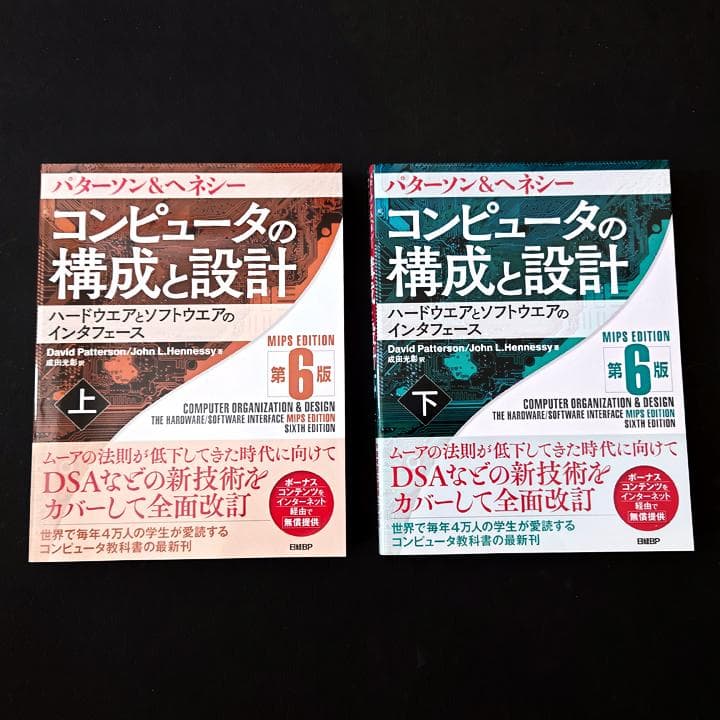 パターソン&ヘネシー
コンピュータの
構成と設計
ハードウエアとソフトウエアの
インタフェース
MIPS EDITION
David Patterson/John L.Hennessy 著
成田光彰 訳
第6版
上
COMPUTER ORGANIZATION & DESIGN
THE HARDWARE/SOFTWARE INTERFACE MIPS EDITION
SIXTH EDITION
ムーアの法則が低下してきた時代に向けて
DSAなどの新技術を
カバーして全面改訂
ボーナス
コンテンツを
インターネット
経由で
無償提供
世界で毎年4万人の学生が愛読する
コンピュータ教科書の最新刊
日経BP
パターソン&ヘネシー
コンピュータの
構成と設計
ハードウエアとソフトウエアの
インタフェース
MIPS EDITION
David Patterson/John L.Hennessy 著
成田光彰 訳
第6版
下
COMPUTER ORGANIZATION & DESIGN
THE HARDWARE/SOFTWARE INTERFACE MIPS EDITION
SIXTH EDITION
ムーアの法則が低下してきた時代に向けて
DSAなどの新技術を
カバーして全面改訂
ボーナス
コンテンツを
インターネット
経由で
無償提供
世界で毎年4万人の学生が愛読する
コンピュータ教科書の最新刊
日経BP